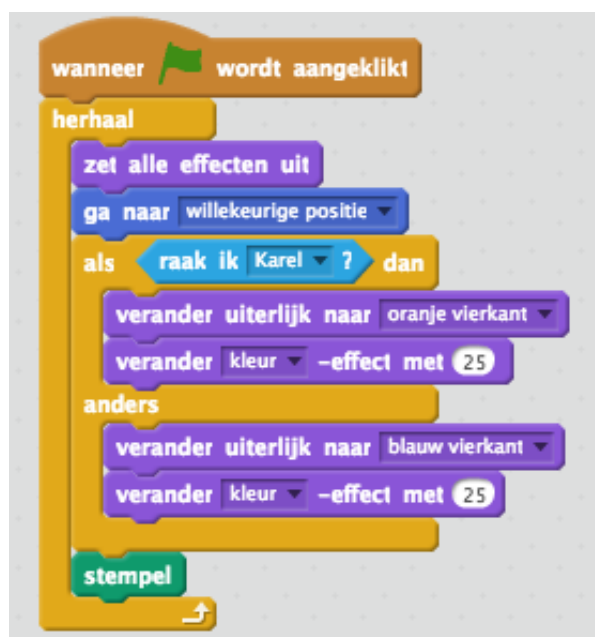 wanneer wordt aangeklikt
herhaal
zet alle effecten uit
ga naar willekeurige positie
als raak ik Karel ? dan
verander uiterlijk naar oranje vierkant
verander kleur -effect met 25
anders
verander uiterlijk naar blauw vierkant
verander kleur -effect met 25
stempel